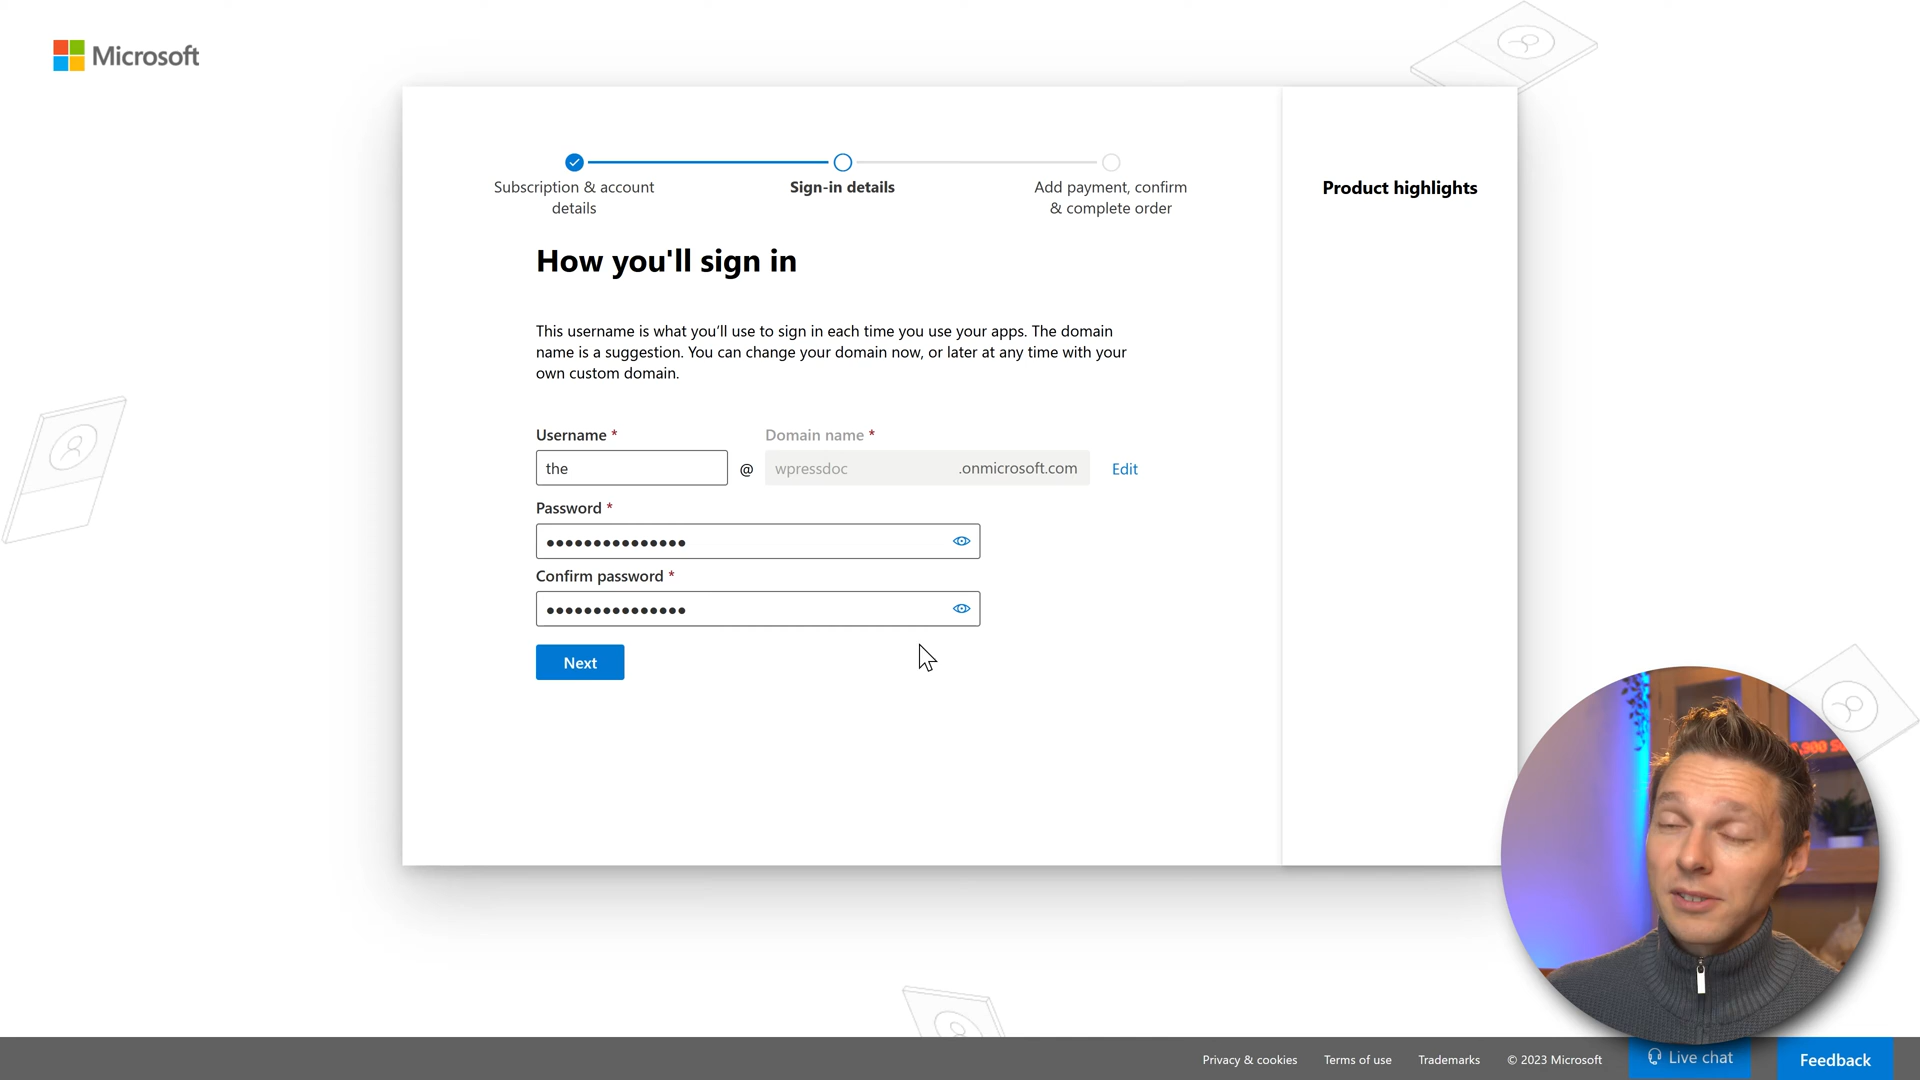 Microsoft
Subscription & account
details
Sign-in details
Add payment, confirm
& complete order
Product highlights
How you'll sign in
This username is what you’ll use to sign in each time you use your apps. The domain
name is a suggestion. You can change your domain now, or later at any time with your
own custom domain.
Username *
Domain name *
the
@
wpressdoc
.onmicrosoft.com
Edit
Password *
Confirm password *
Next
Privacy & cookies
Terms of use
Trademarks
© 2023 Microsoft
Live chat
Feedback